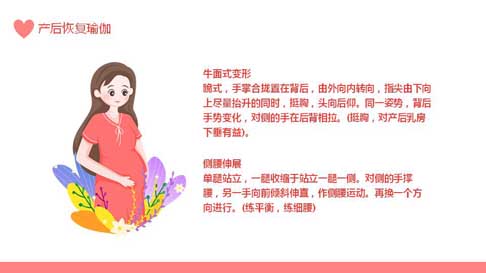 产后恢复瑜伽
牛面式变形
跪式，手掌合拢置在背后，由外向内转向，指尖由下向
上尽量抬升的同时，挺胸，头向后仰。同一姿势，背后
手势变化，对侧的手在后背相拉。(挺胸，对产后乳房
下垂有益)。
侧腰伸展
单腿站立，一腿收缩于站立一腿一侧。对侧的手撑
腰，另一手向前倾斜伸直，作侧腰运动。再换一个方
向进行。(练平衡，练细腰)